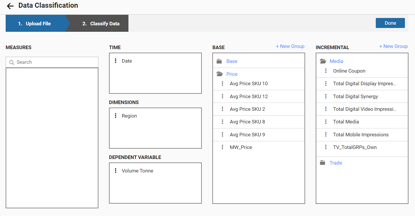 Data Classification
1. Upload File
2. Classify Data
Done
MEASURES
Search
TIME
Date
DIMENSIONS
Region
DEPENDENT VARIABLE
Volume Tonne
BASE
+ New Group
Base
Price
Avg Price SKU 10
Avg Price SKU 12
Avg Price SKU 2
Avg Price SKU 8
Avg Price SKU 9
MW_Price
INCREMENTAL
+ New Group
Media
Online Coupon
Total Digital Display Impres...
Total Digital Synergy
Total Digital Video Impressi...
Total Media
Total Mobile Impressions
TV_TotalGRPs_Own
Trade